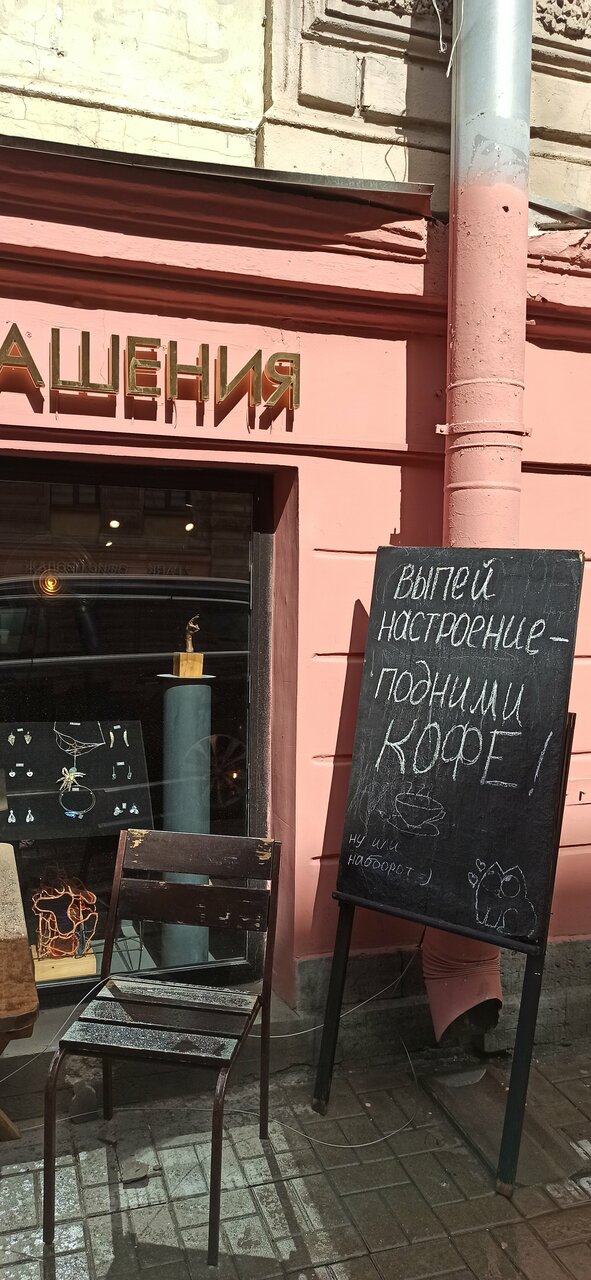 АШЕНИЯ
ВЫПЕЙ
НАСТРОЕНИЕ-
ПОДНИМИ
КОФЕ!
НУ ИЛИ
НАОБОРОТ :)